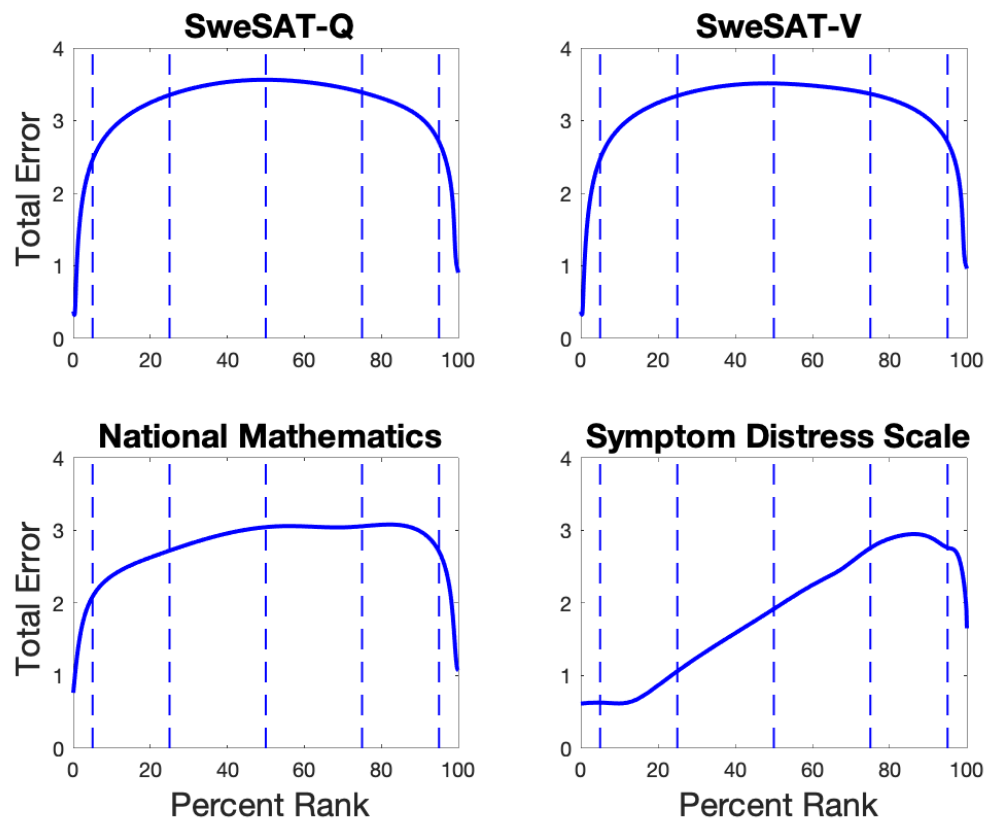 SweSAT-Q
SweSAT-V
4
3
2
1
0
Total Error
0 20 40 60 80 100
4
3
2
1
0
0 20 40 60 80 100
National Mathematics
Symptom Distress Scale
4
3
2
1
0
Total Error
0 20 40 60 80 100
Percent Rank
4
3
2
1
0
0 20 40 60 80 100
Percent Rank